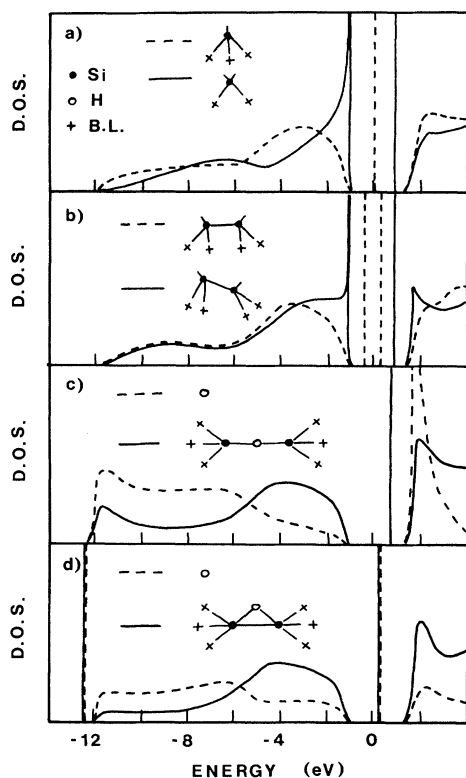 a)
Si
H
B.L.
D.O.S.
b)
D.O.S.
c)
D.O.S.
d)
D.O.S.
-12 -8 -4 0
ENERGY (eV)